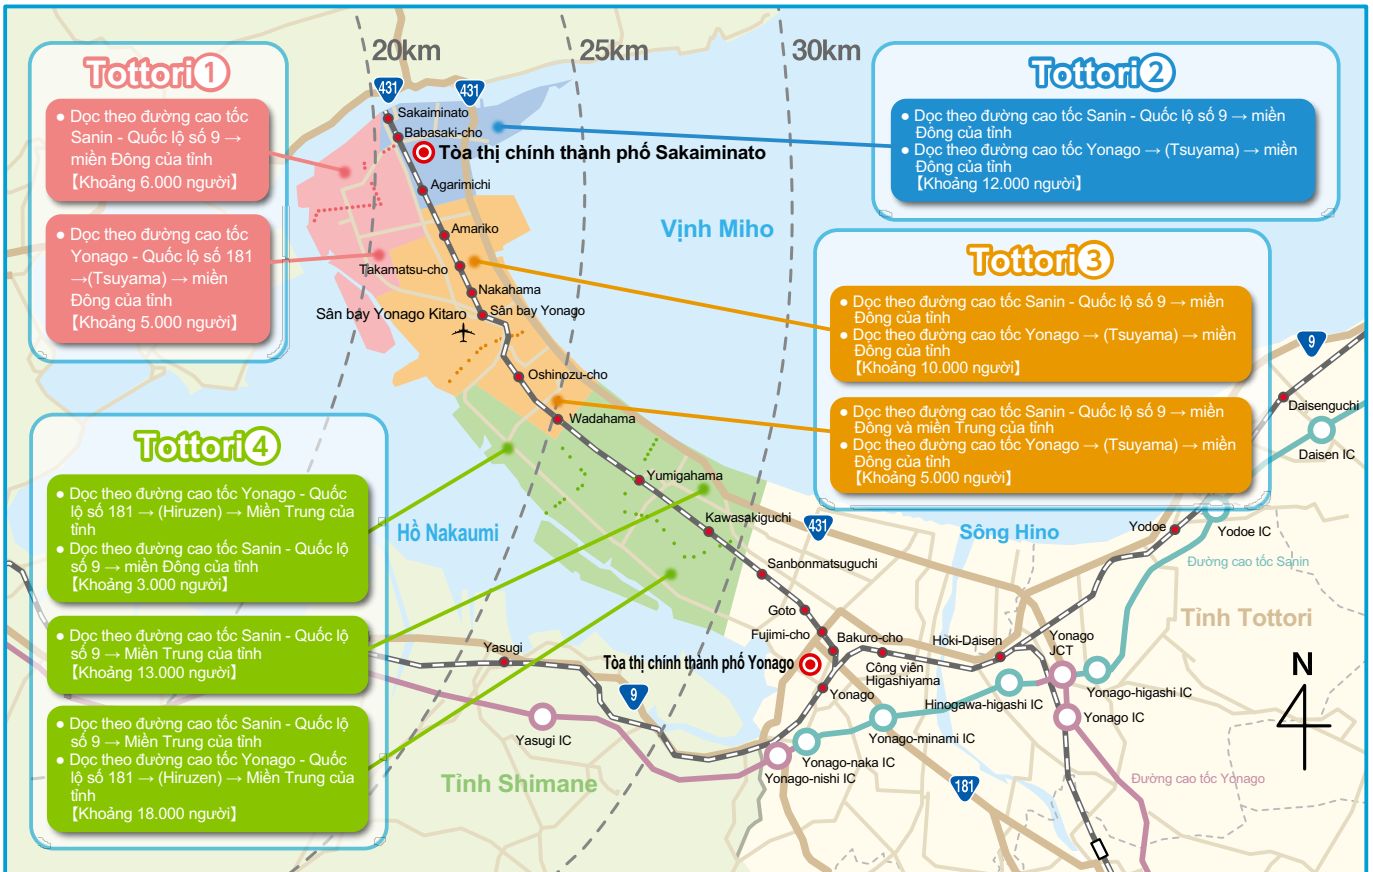 20km
25km
30km
Tottori①
● Dọc theo đường cao tốc
Sanin - Quốc lộ số 9 →
miền Đông của tỉnh
【Khoảng 6.000 người】
● Dọc theo đường cao tốc
Yonago - Quốc lộ số 181
→(Tsuyama) → miền
Đông của tỉnh
【Khoảng 5.000 người】
Tottori②
● Dọc theo đường cao tốc Sanin - Quốc lộ số 9 → miền
Đông của tỉnh
● Dọc theo đường cao tốc Yonago → (Tsuyama) → miền
Đông của tỉnh
【Khoảng 12.000 người】
Tottori③
● Dọc theo đường cao tốc Sanin - Quốc lộ số 9 → miền
Đông của tỉnh
● Dọc theo đường cao tốc Yonago → (Tsuyama) → miền
Đông của tỉnh
【Khoảng 10.000 người】
● Dọc theo đường cao tốc Sanin - Quốc lộ số 9 → miền
Đông và miền Trung của tỉnh
● Dọc theo đường cao tốc Yonago → (Tsuyama) → miền
Đông của tỉnh
【Khoảng 5.000 người】
Tottori④
● Dọc theo đường cao tốc Yonago - Quốc
lộ số 181 → (Hiruzen) → Miền Trung của
tỉnh
● Dọc theo đường cao tốc Sanin - Quốc lộ
số 9 → miền Đông của tỉnh
【Khoảng 3.000 người】
● Dọc theo đường cao tốc Sanin - Quốc lộ
số 9 → Miền Trung của tỉnh
【Khoảng 13.000 người】
● Dọc theo đường cao tốc Sanin - Quốc lộ
số 9 → Miền Trung của tỉnh
● Dọc theo đường cao tốc Yonago - Quốc
lộ số 181 → (Hiruzen) → Miền Trung của
tỉnh
【Khoảng 18.000 người】
431
431
Sakaiminato
Babasaki-cho
Tòa thị chính thành phố Sakaiminato
Agarimichi
Vịnh Miho
Amariko
Takamatsu-cho
Nakahama
Sân bay Yonago Kitaro
Sân bay Yonago
Oshinozu-cho
Wadahama
9
Daisenguchi
Daisen IC
Yumigahama
Hồ Nakaumi
Kawasakiguchi
431
Sông Hino
Yodoe
Yodoe IC
Đường cao tốc Sanin
Sanbonmatsuguchi
Goto
Tỉnh Tottori
Fujimi-cho
Bakuro-cho
Hoki-Daisen
Yonago
JCT
Yasugi
Tòa thị chính thành phố Yonago
Công viên
Higashiyama
N
Yonago
Hinogawa-higashi IC
Yonago-higashi IC
9
Yonago IC
Yasugi IC
Yonago-minami IC
Yonago-naka IC
Yonago-nishi IC
Tỉnh Shimane
181
Đường cao tốc Yonago